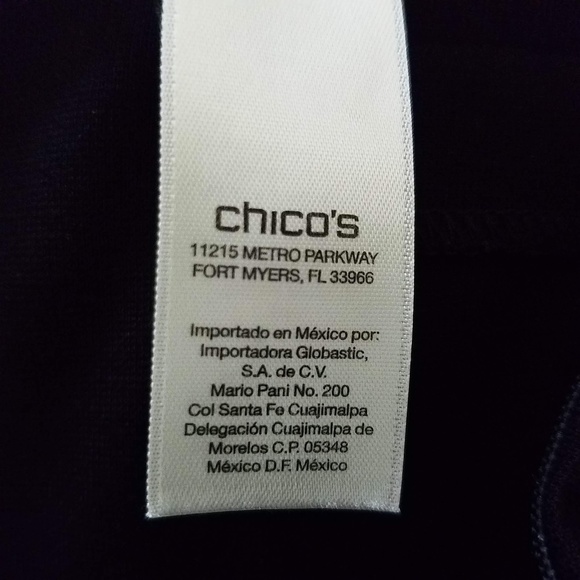 chico's
11215 METRO PARKWAY
FORT MYERS, FL 33966
Importado en México por:
Importadora Globastic,
S.A. de C.V.
Mario Pani No. 200
Col Santa Fe Cuajimalpa
Delegación Cuajimalpa de
Morelos C.P. 05348
México D.F. México